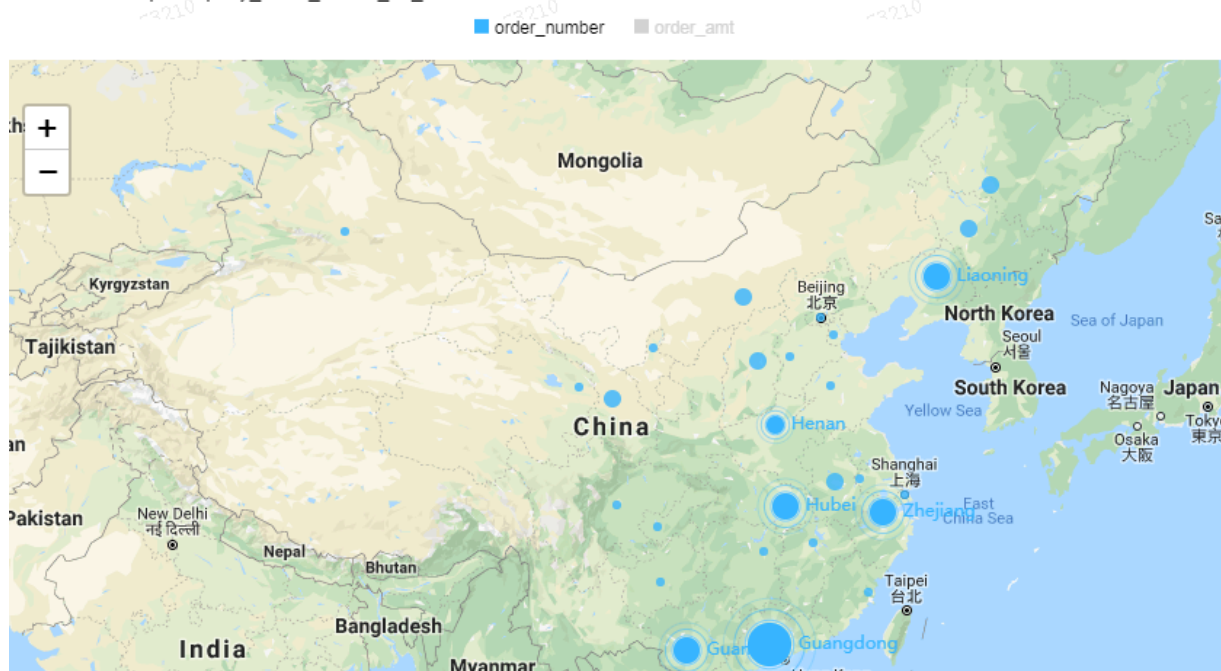 order_number
order_amt
+
−
Mongolia
Kyrgyzstan
Tajikistan
Beijing
北京
Liaoning
North Korea
Seoul
서울
Sea of Japan
South Korea
Nagoya
名古屋
Japan
Osaka
大阪
東京
China
Henan
Yellow Sea
Shanghai
上海
Hubei
Zhejiang
East
China Sea
Pakistan
New Delhi
नई दिल्ली
Nepal
Bhutan
Taipei
台北
Bangladesh
India
Guangdong
Myanmar